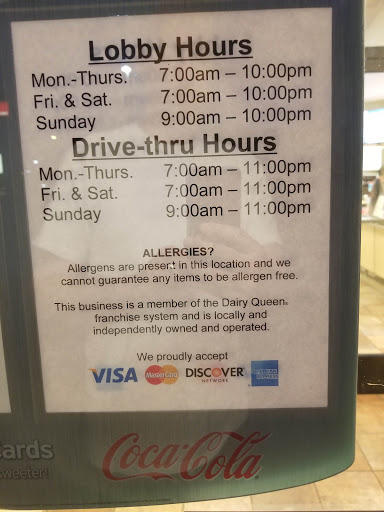 Lobby Hours
Mon.-Thurs. 7:00am – 10:00pm
Fri. & Sat. 7:00am – 10:00pm
Sunday 9:00am – 10:00pm
Drive-thru Hours
Mon.-Thurs. 7:00am – 11:00pm
Fri. & Sat. 7:00am – 11:00pm
Sunday 9:00am – 11:00pm
ALLERGIES?
Allergens are present in this location and we
cannot guarantee any items to be allergen free.
This business is a member of the Dairy Queen®
franchise system and is locally and
independently owned and operated.
We proudly accept
VISA MasterCard DISCOVER NETWORK AMERICAN EXPRESS
Coca-Cola
ards
weeter!